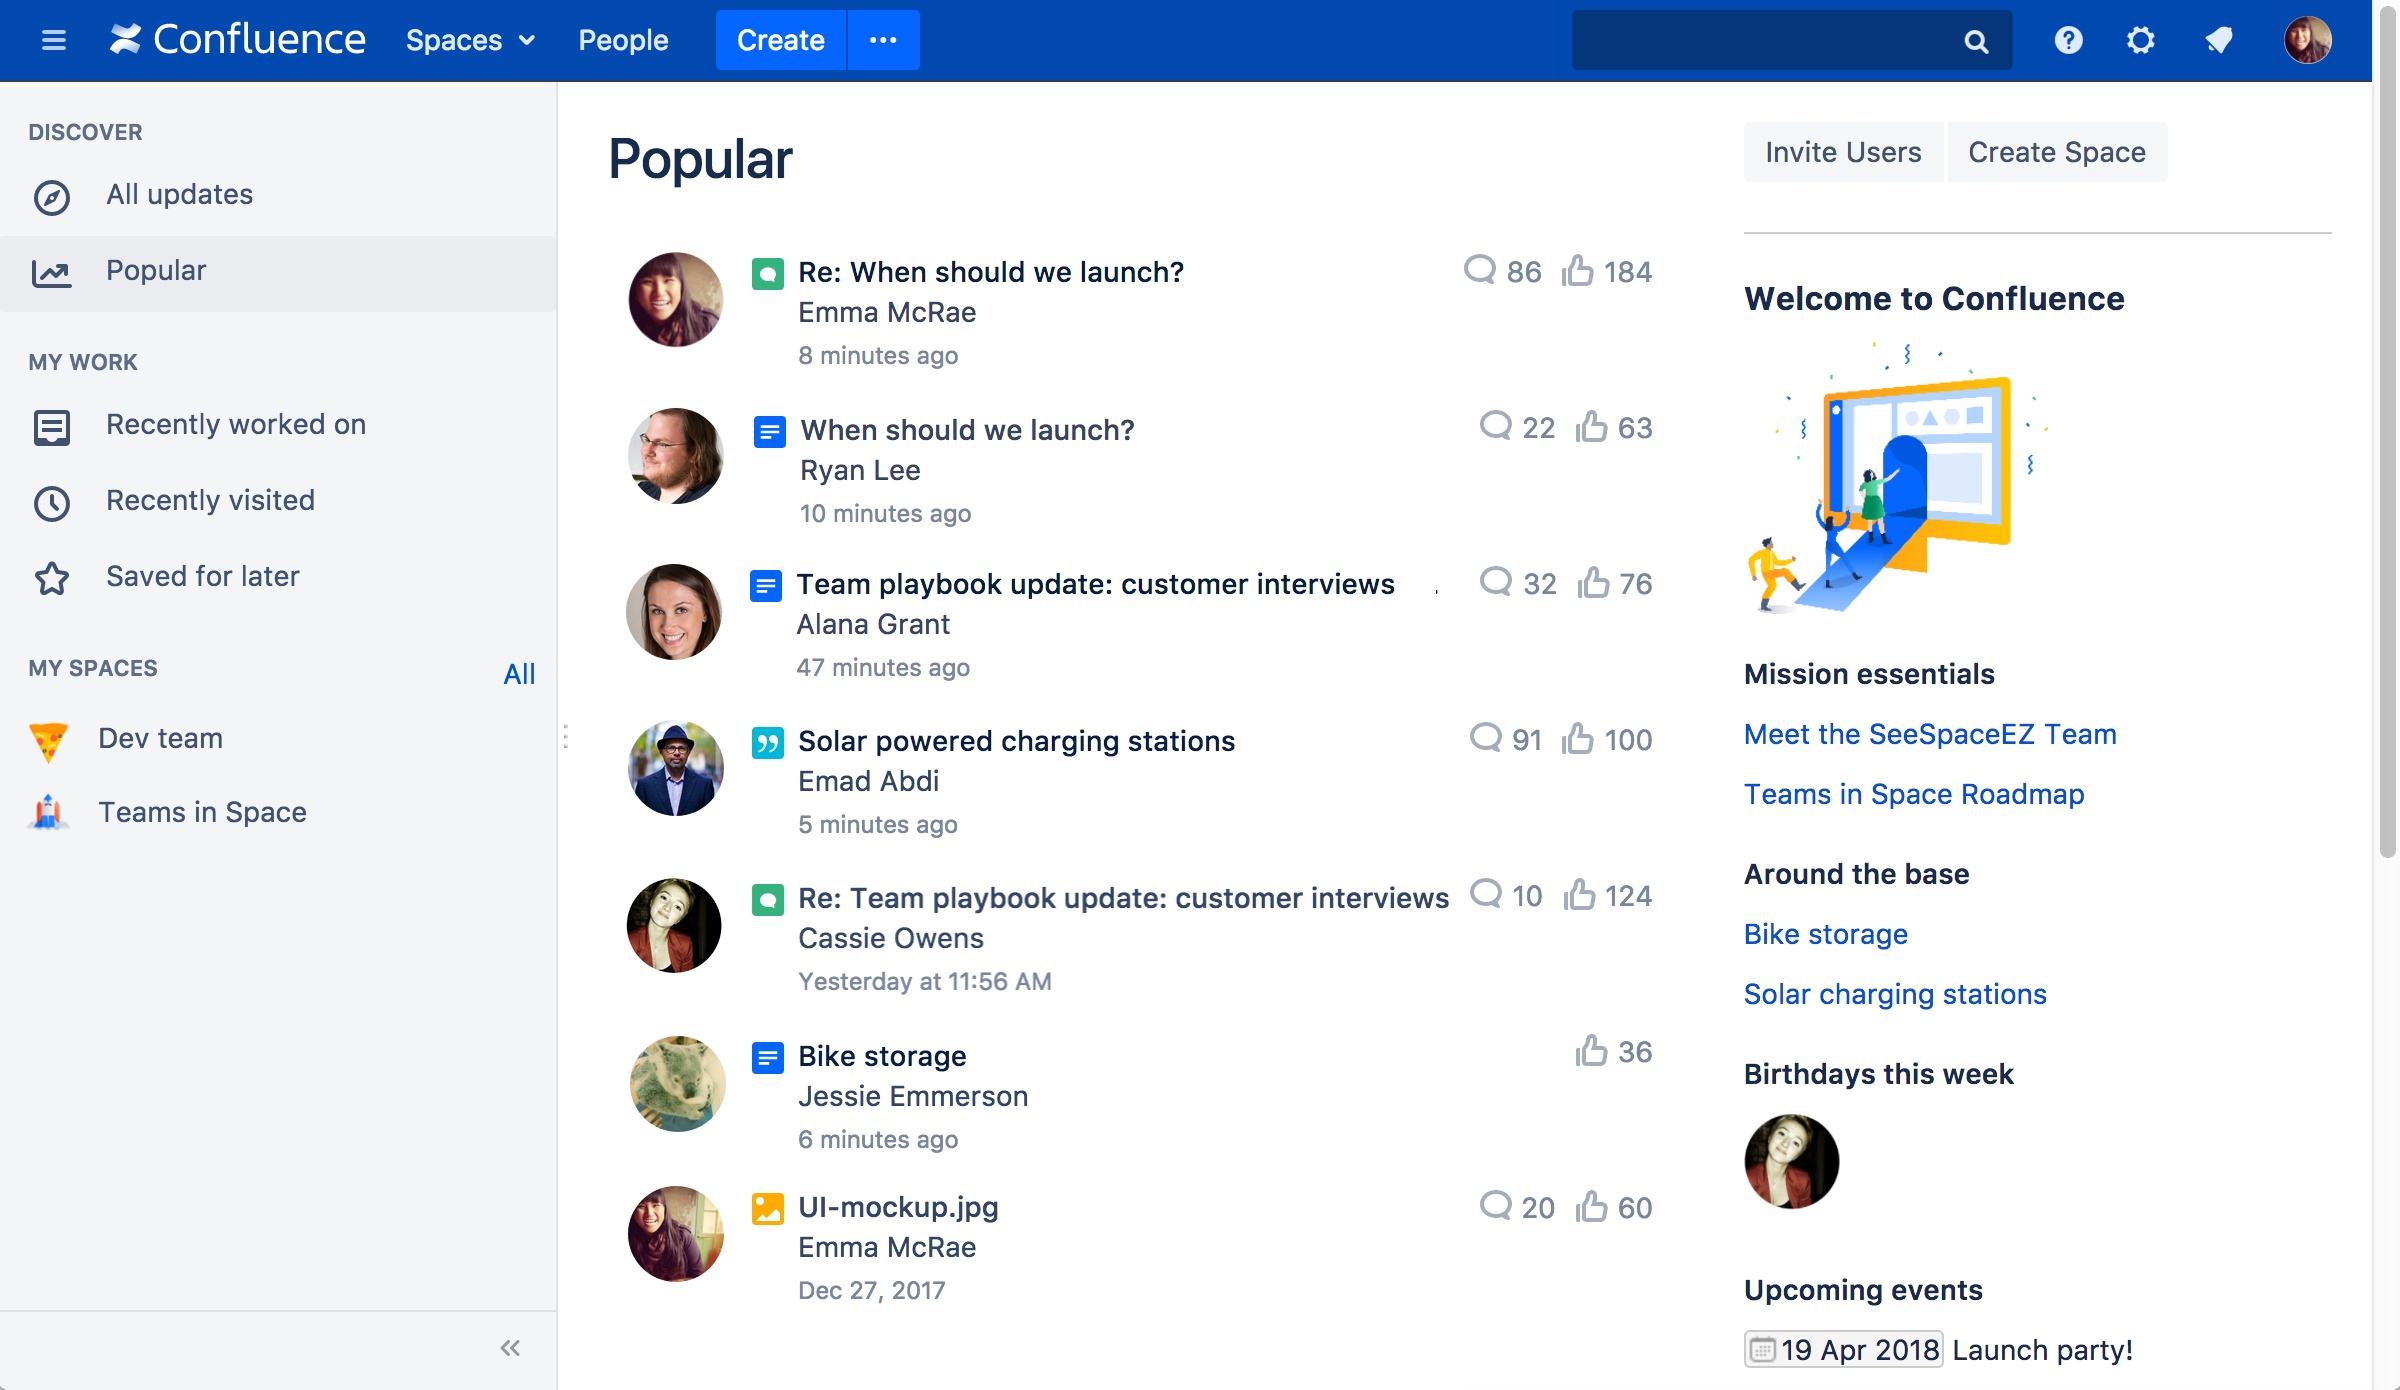 Confluence Spaces People Create
DISCOVER
All updates
Popular
MY WORK
Recently worked on
Recently visited
Saved for later
MY SPACES All
Dev team
Teams in Space
Popular
Re: When should we launch? 86 184
Emma McRae
8 minutes ago
When should we launch? 22 63
Ryan Lee
10 minutes ago
Team playbook update: customer interviews . 32 76
Alana Grant
47 minutes ago
Solar powered charging stations 91 100
Emad Abdi
5 minutes ago
Re: Team playbook update: customer interviews 10 124
Cassie Owens
Yesterday at 11:56 AM
Bike storage 36
Jessie Emmerson
6 minutes ago
UI-mockup.jpg 20 60
Emma McRae
Dec 27, 2017
Invite Users Create Space
Welcome to Confluence
Mission essentials
Meet the SeeSpaceEZ Team
Teams in Space Roadmap
Around the base
Bike storage
Solar charging stations
Birthdays this week
Upcoming events
19 Apr 2018 Launch party!